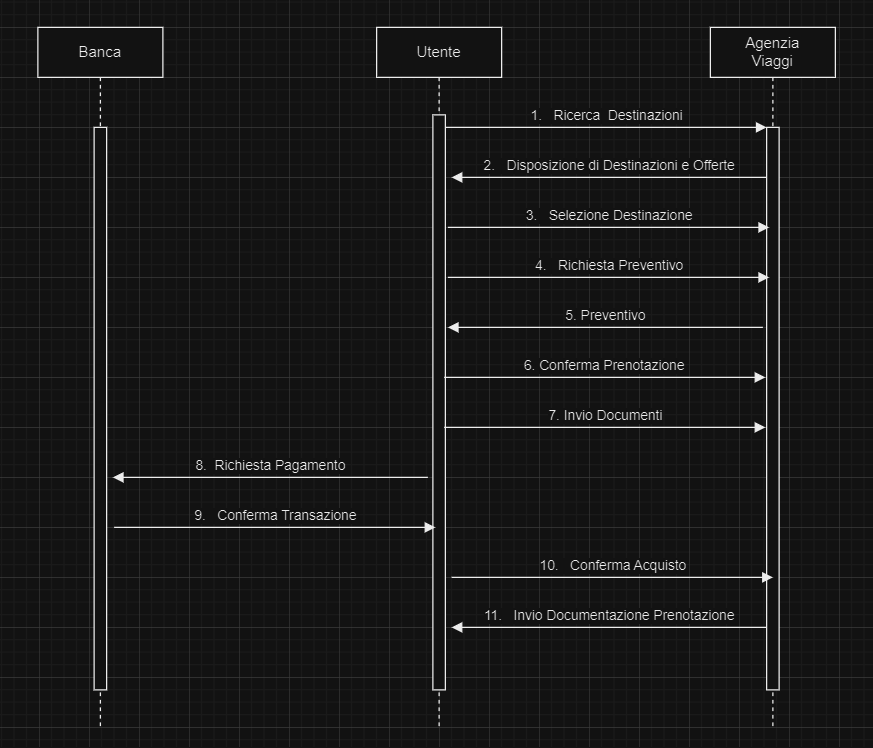 Banca
Utente
Agenzia
Viaggi
1. Ricerca Destinazioni
2. Disposizione di Destinazioni e Offerte
3. Selezione Destinazione
4. Richiesta Preventivo
5. Preventivo
6. Conferma Prenotazione
7. Invio Documenti
8. Richiesta Pagamento
9. Conferma Transazione
10. Conferma Acquisto
11. Invio Documentazione Prenotazione